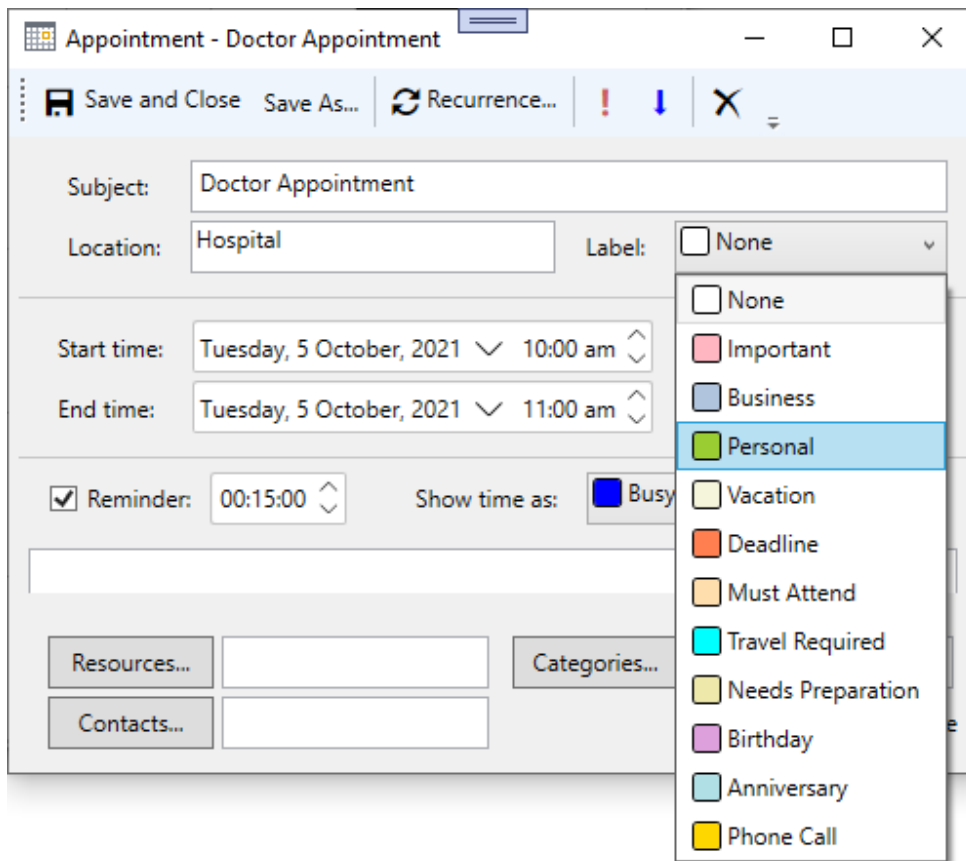 Appointment - Doctor Appointment
Save and Close Save As... Recurrence... !
Subject: Doctor Appointment
Location: Hospital Label: None
None
Start time: Tuesday, 5 October, 2021 10:00 am Important
Business
End time: Tuesday, 5 October, 2021 11:00 am
Personal
Reminder: 00:15:00 Show time as: Busy Vacation
Deadline
Must Attend
Travel Required
Resources... Categories...
Needs Preparation
Contacts... Birthday
Anniversary
Phone Call